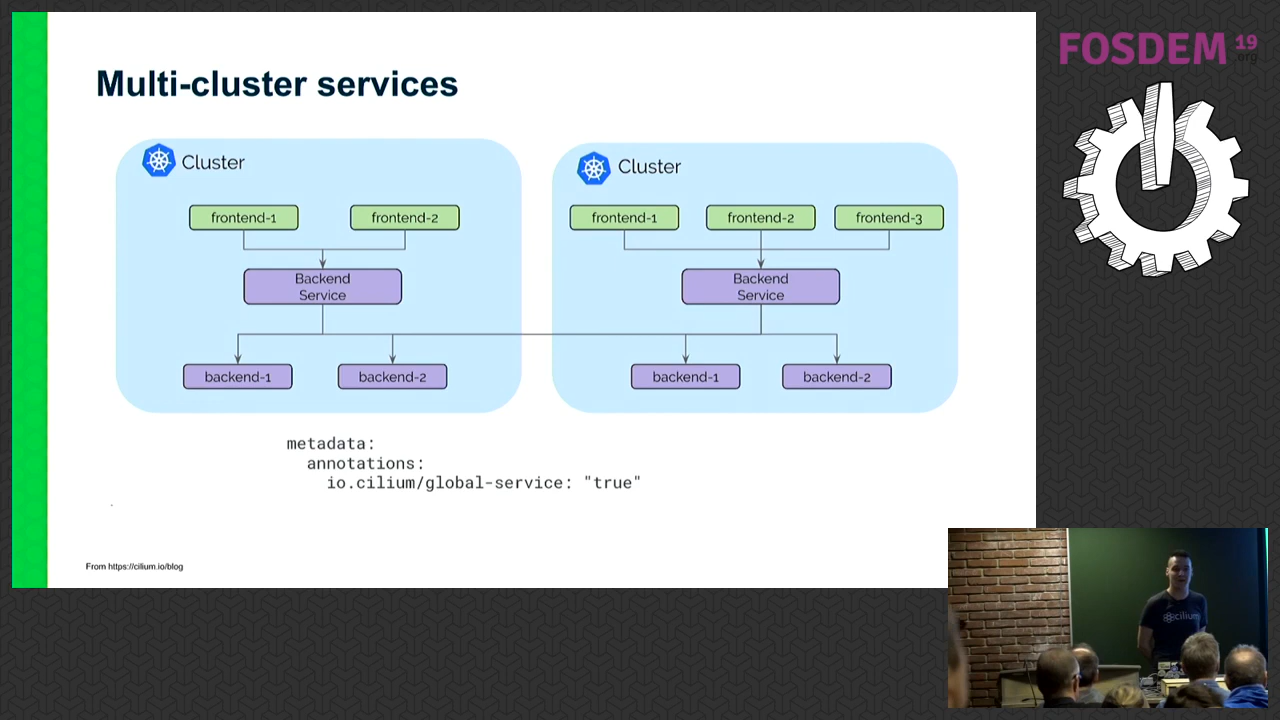 FOSDEM 19
.org
Multi-cluster services
Cluster
Cluster
frontend-1
frontend-2
frontend-1
frontend-2
frontend-3
Backend
Service
Backend
Service
backend-1
backend-2
backend-1
backend-2
metadata:
annotations:
io.cilium/global-service: "true"
From https://cilium.io/blog
cilium